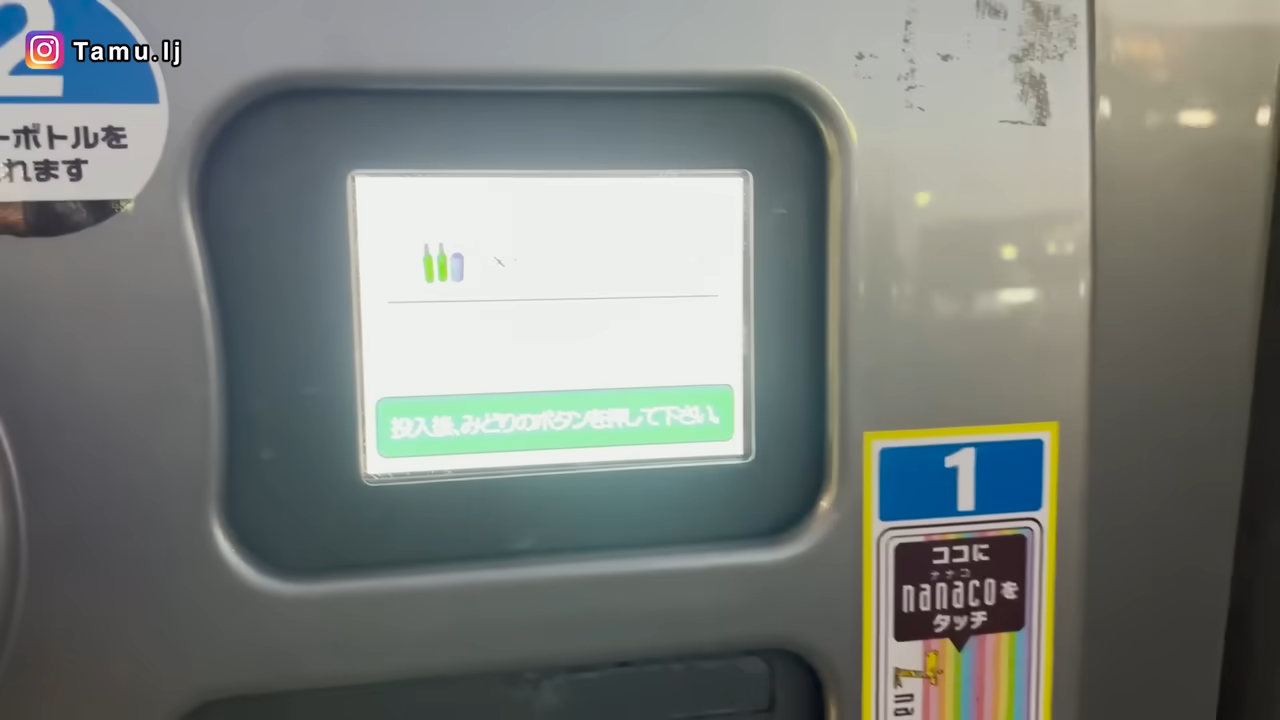 Tamu.lj
2
ーボトルを
れます
投入後、みどりのボタンを押して下さい。
1
ココに
ナナコ
nanacoを
タッチ
na